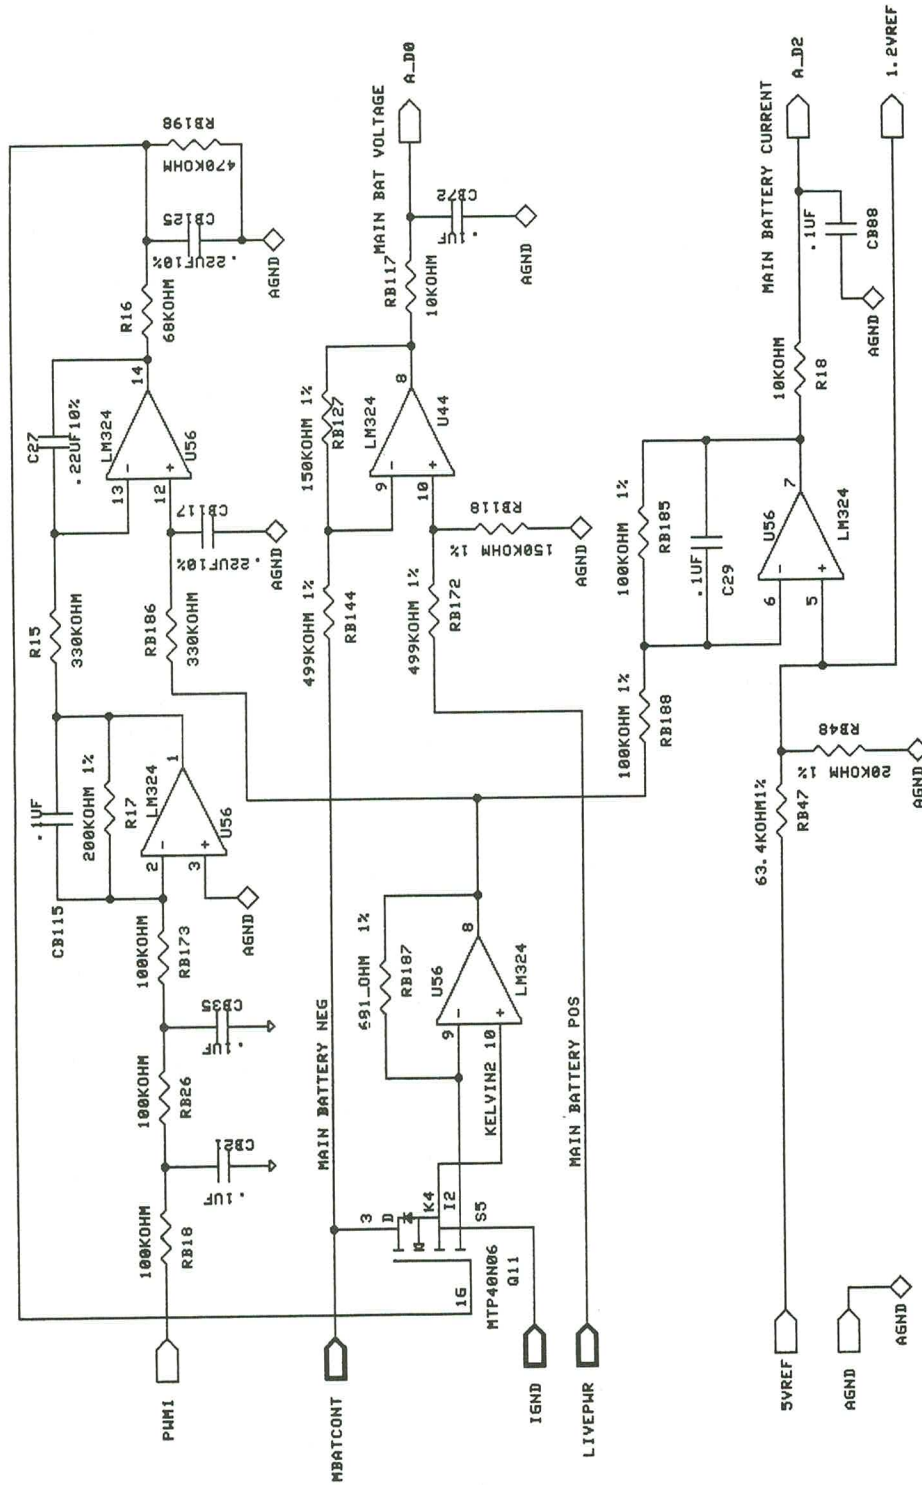 PWM1
100KOHM
RB18
CB21
.1UF
100KOHM
RB26
CB35
.1UF
100KOHM
RB173
CB115
.1UF
200KOHM 1%
R17
LM324
2
3
1
U56
AGND
R15
330KOHM
RB186
330KOHM
CB117
.22UF10%
AGND
C27
.22UF10%
LM324
13
12
14
U56
R16
68KOHM
CB125
.22UF10%
AGND
RB198
470KOHM
MBATCONT
MAIN BATTERY NEG
499KOHM 1%
RB144
150KOHM 1%
RB127
LM324
9
10
8
U44
499KOHM 1%
RB172
RB118
150KOHM 1%
AGND
RB117
10KOHM
MAIN BAT VOLTAGE
CB72
.1UF
AGND
A_D0
3
D
K4
I2
S5
1G
MTP40N06
Q11
KELVIN2
681_OHM 1%
RB187
U56
9
10
8
LM324
IGND
LIVEPWR
MAIN BATTERY POS
100KOHM 1%
RB188
100KOHM 1%
RB185
.1UF
C29
U56
6
5
7
LM324
10KOHM
R18
MAIN BATTERY CURRENT
.1UF
CB88
AGND
A_D2
1.2VREF
5VREF
63.4KOHM1%
RB47
RB48
20KOHM 1%
AGND
AGND
AGND